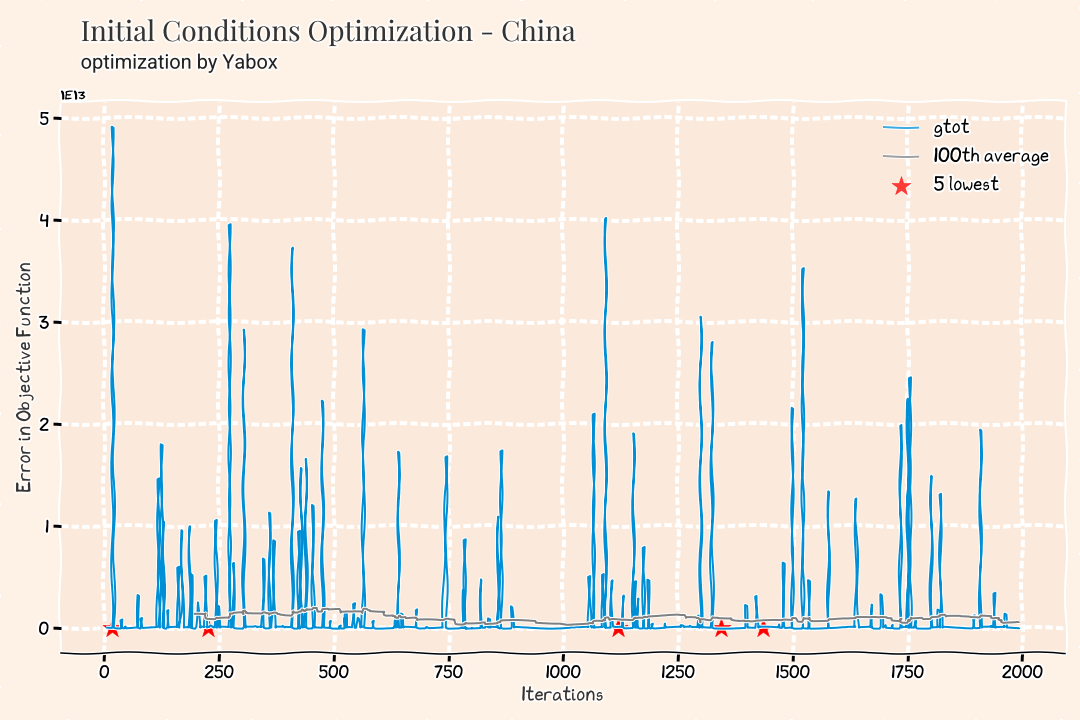 Initial Conditions Optimization - China
optimization by Yabox
1E13
gtot
100th average
5 lowest
Error in Objective Function
5
4
3
2
1
0
0 250 500 750 1000 1250 1500 1750 2000
Iterations